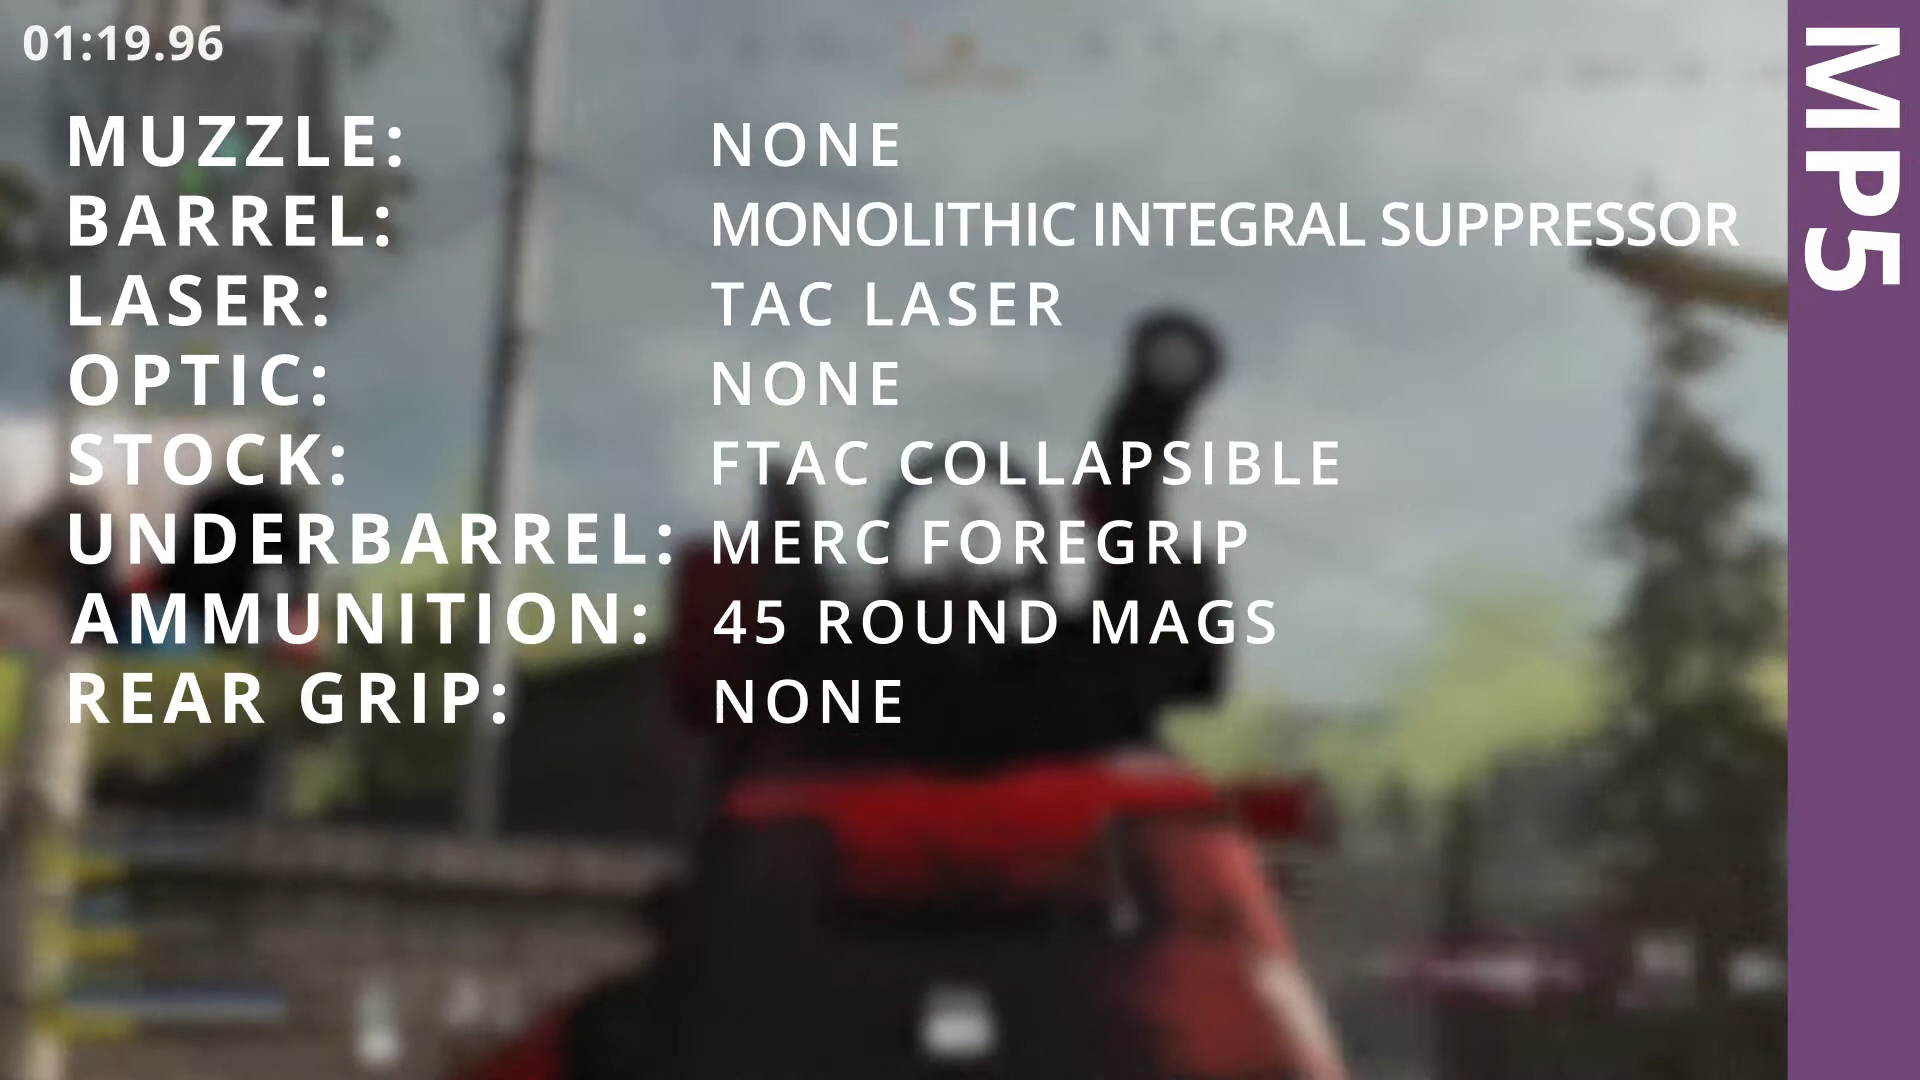 01:19.96
MUZZLE: NONE
BARREL: MONOLITHIC INTEGRAL SUPPRESSOR
LASER: TAC LASER
OPTIC: NONE
STOCK: FTAC COLLAPSIBLE
UNDERBARREL: MERC FOREGRIP
AMMUNITION: 45 ROUND MAGS
REAR GRIP: NONE
MP5